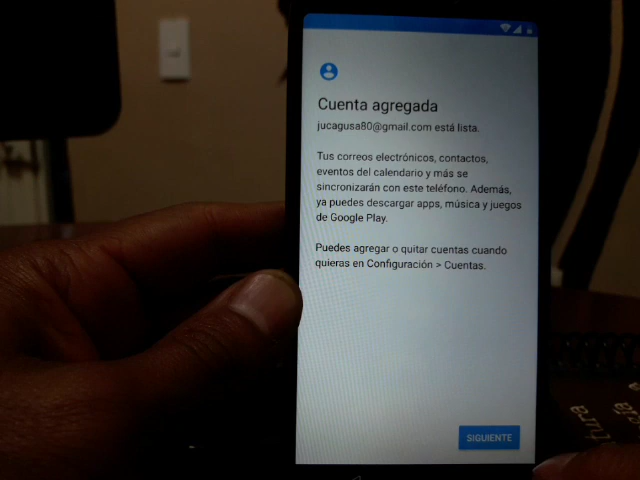 Cuenta agregada
jucagusa80@gmail.com está lista.
Tus correos electrónicos, contactos,
eventos del calendario y más se
sincronizarán con este teléfono. Además,
ya puedes descargar apps, música y juegos
de Google Play.
Puedes agregar o quitar cuentas cuando
quieras en Configuración > Cuentas.
SIGUIENTE